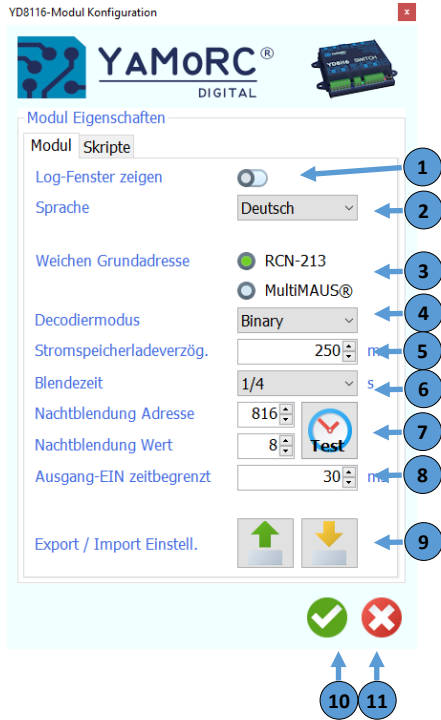 YD8116-Modul Konfiguration
x
YAMORC®
DIGITAL
YD8116 SWITCH
Modul Eigenschaften
Modul Skripte
Log-Fenster zeigen
1
Sprache Deutsch 2
Weichen Grundadresse RCN-213 3
MultiMAUS®
Decodiermodus Binary 4
Stromspeicherladeverzög. 250 5
Blendezeit 1/4 s 6
Nachtblendung Adresse 816 Test 7
Nachtblendung Wert 8
Ausgang-EIN zeitbegrenzt 30 8
Export / Import Einstell. 9
10 11